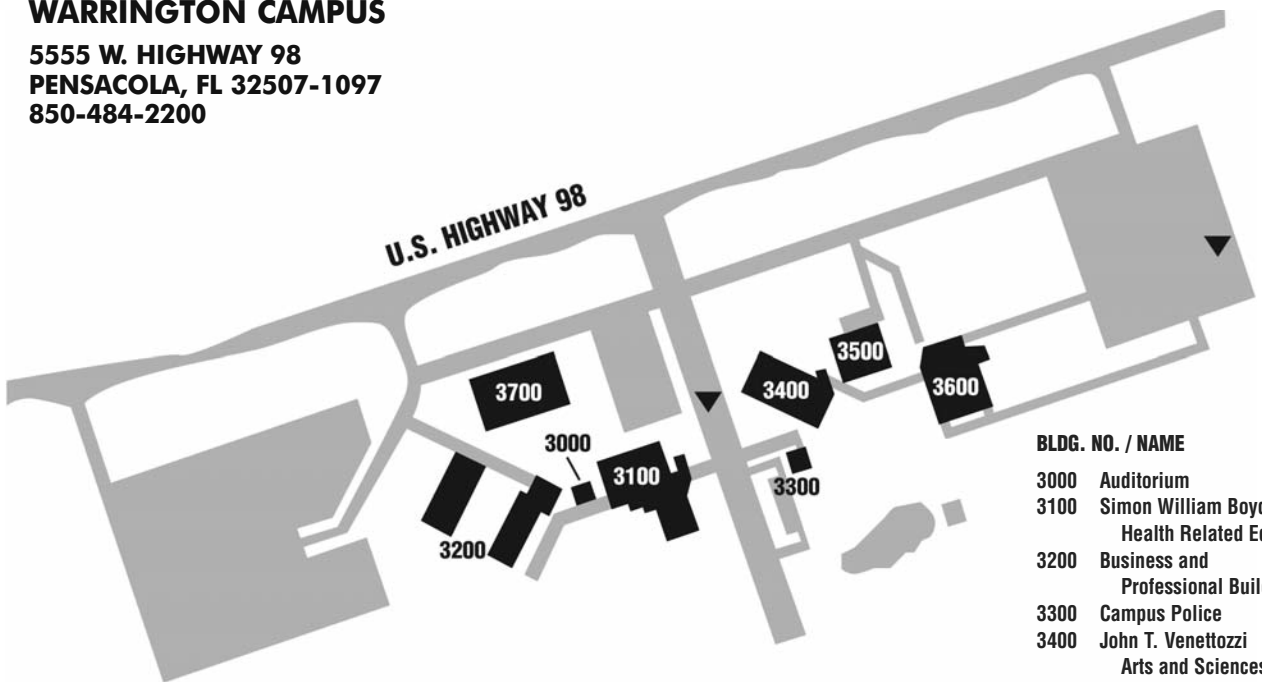 WARRINGTON CAMPUS
5555 W. HIGHWAY 98
PENSACOLA, FL 32507-1097
850-484-2200
U.S. HIGHWAY 98
3500
3400
3600
3700
3000
3100
3300
3200
BLDG. NO. / NAME
3000 Auditorium
3100 Simon William Boyd
Health Related
3200 Business and
Professional
3300 Campus Police
3400 John T. Venettozzi
Arts and Sciences